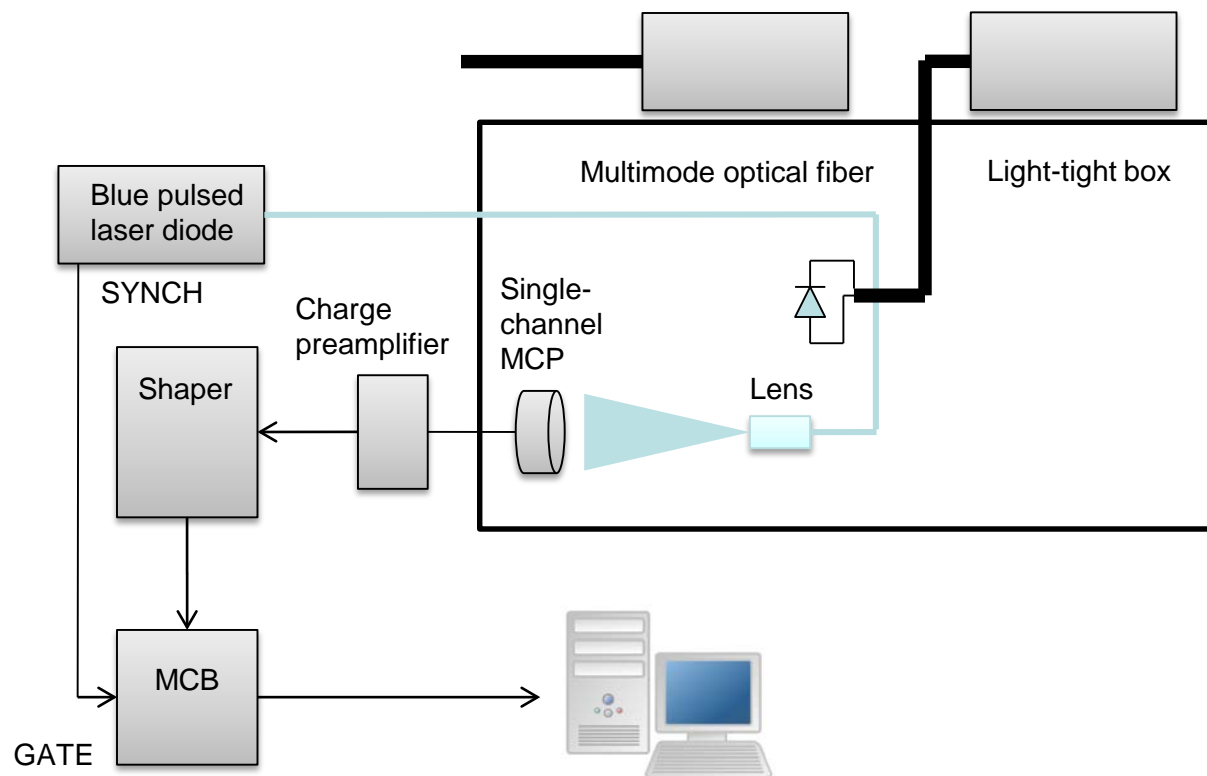 Multimode optical fiber
Light-tight box
Blue pulsed
laser diode
SYNCH
Single-
channel
MCP
Charge
preamplifier
Shaper
Lens
MCB
GATE